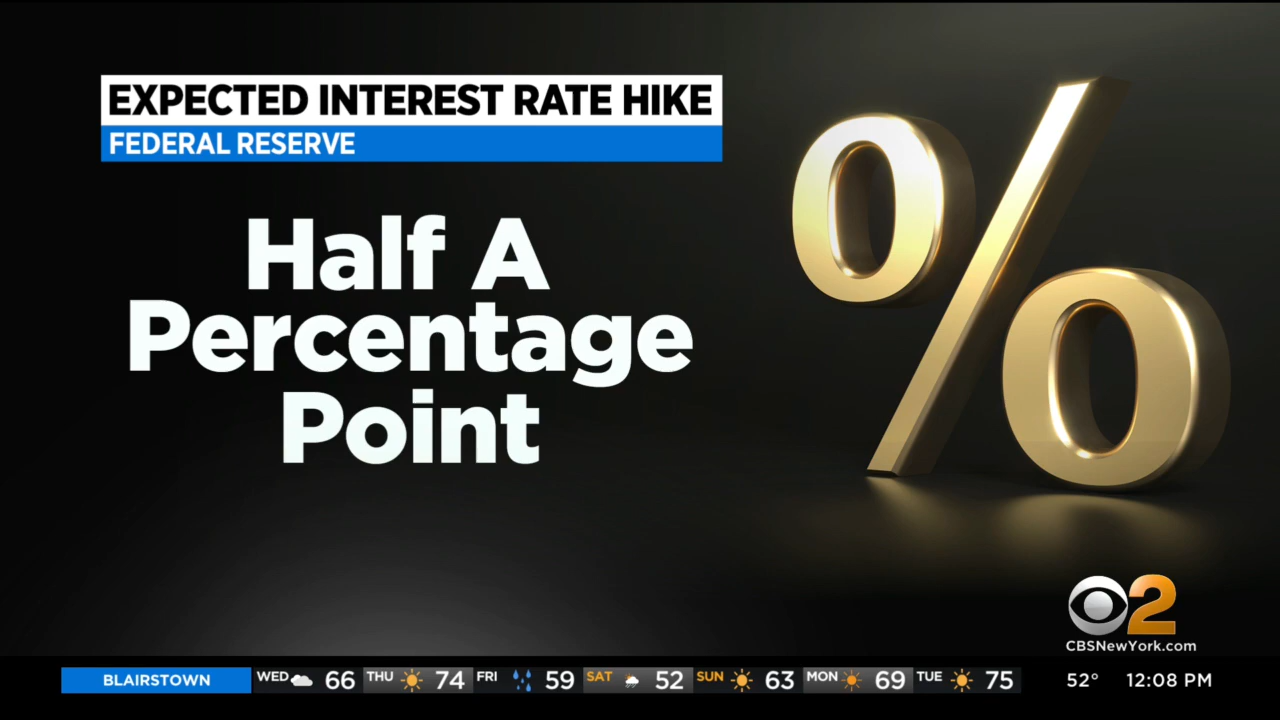 EXPECTED INTEREST RATE HIKE
FEDERAL RESERVE
Half A
Percentage
Point
%
2
CBSNewYork.com
BLAIRSTOWN WED 66 THU 74 FRI 59 SAT 52 SUN 63 MON 69 TUE 75 52° 12:08 PM